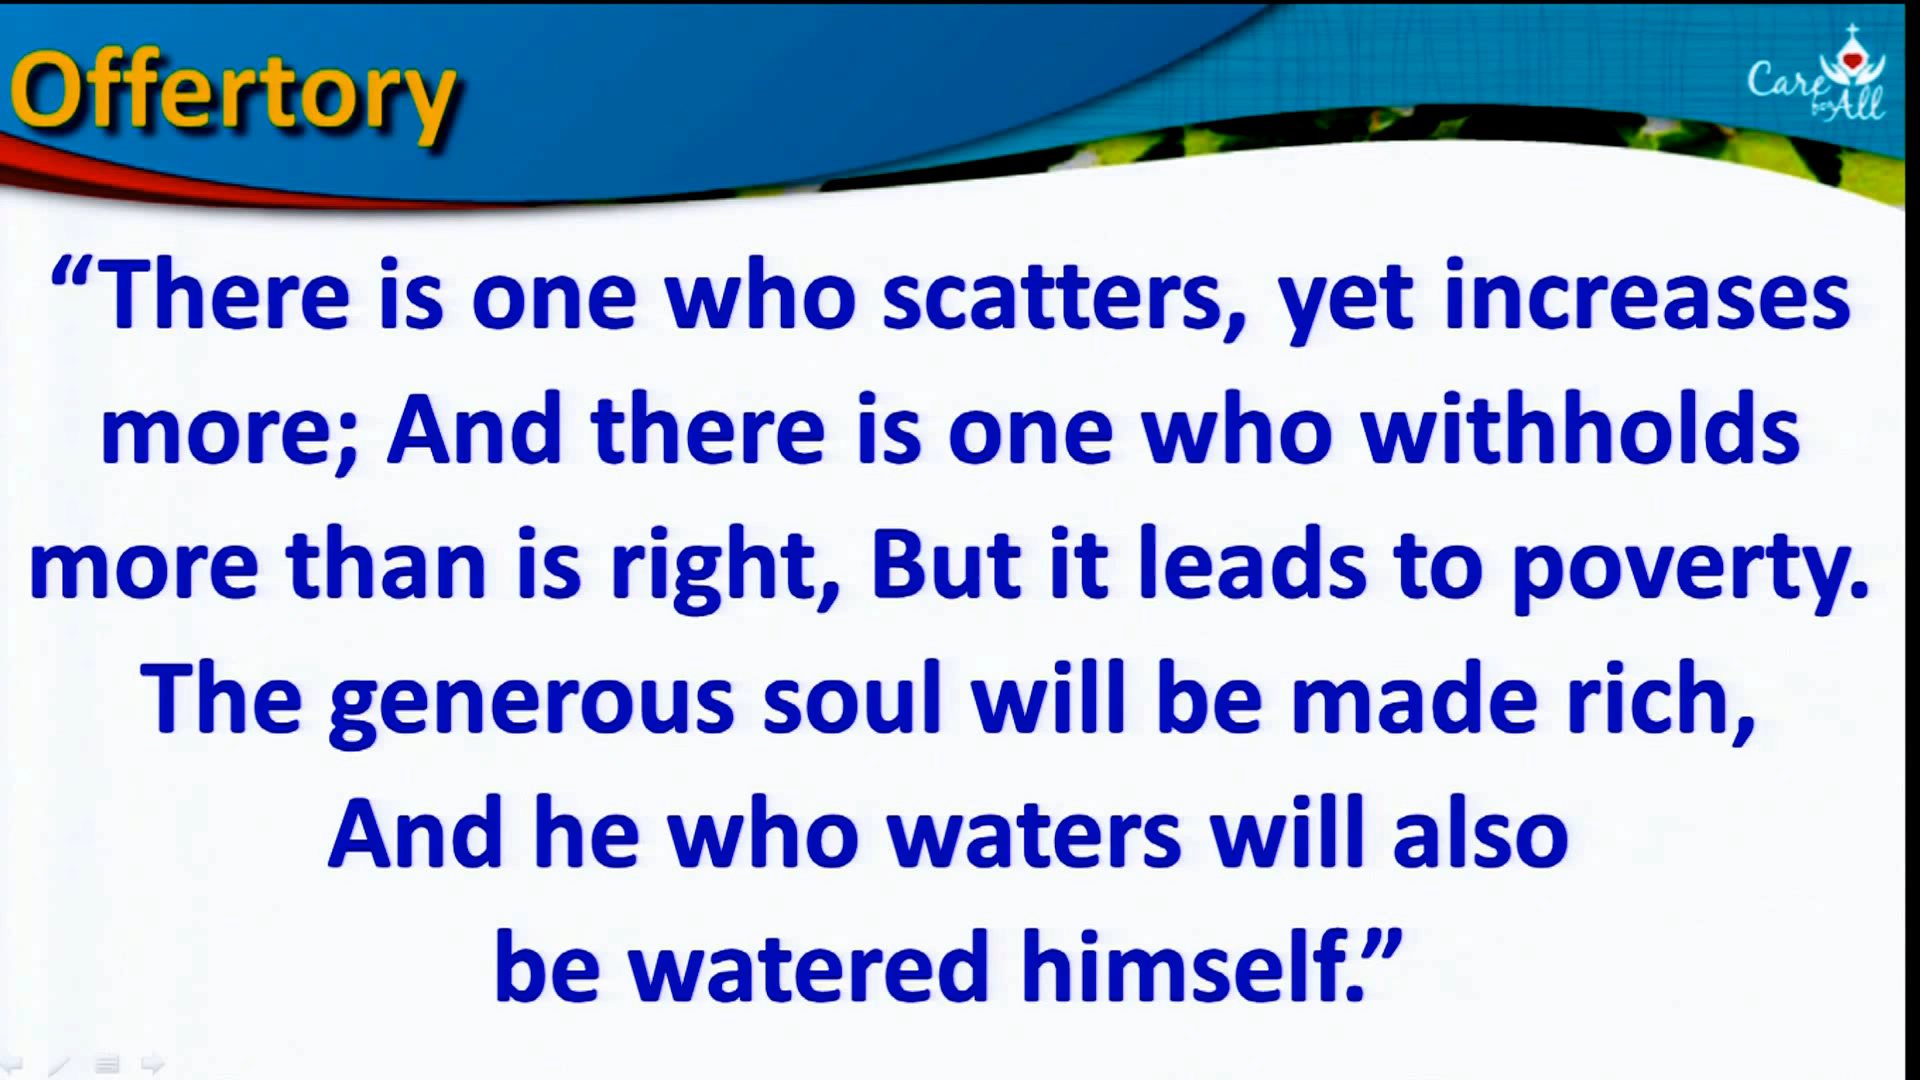 Offertory
Care
for All
“There is one who scatters, yet increases
more; And there is one who withholds
more than is right, But it leads to poverty.
The generous soul will be made rich,
And he who waters will also
be watered himself.”